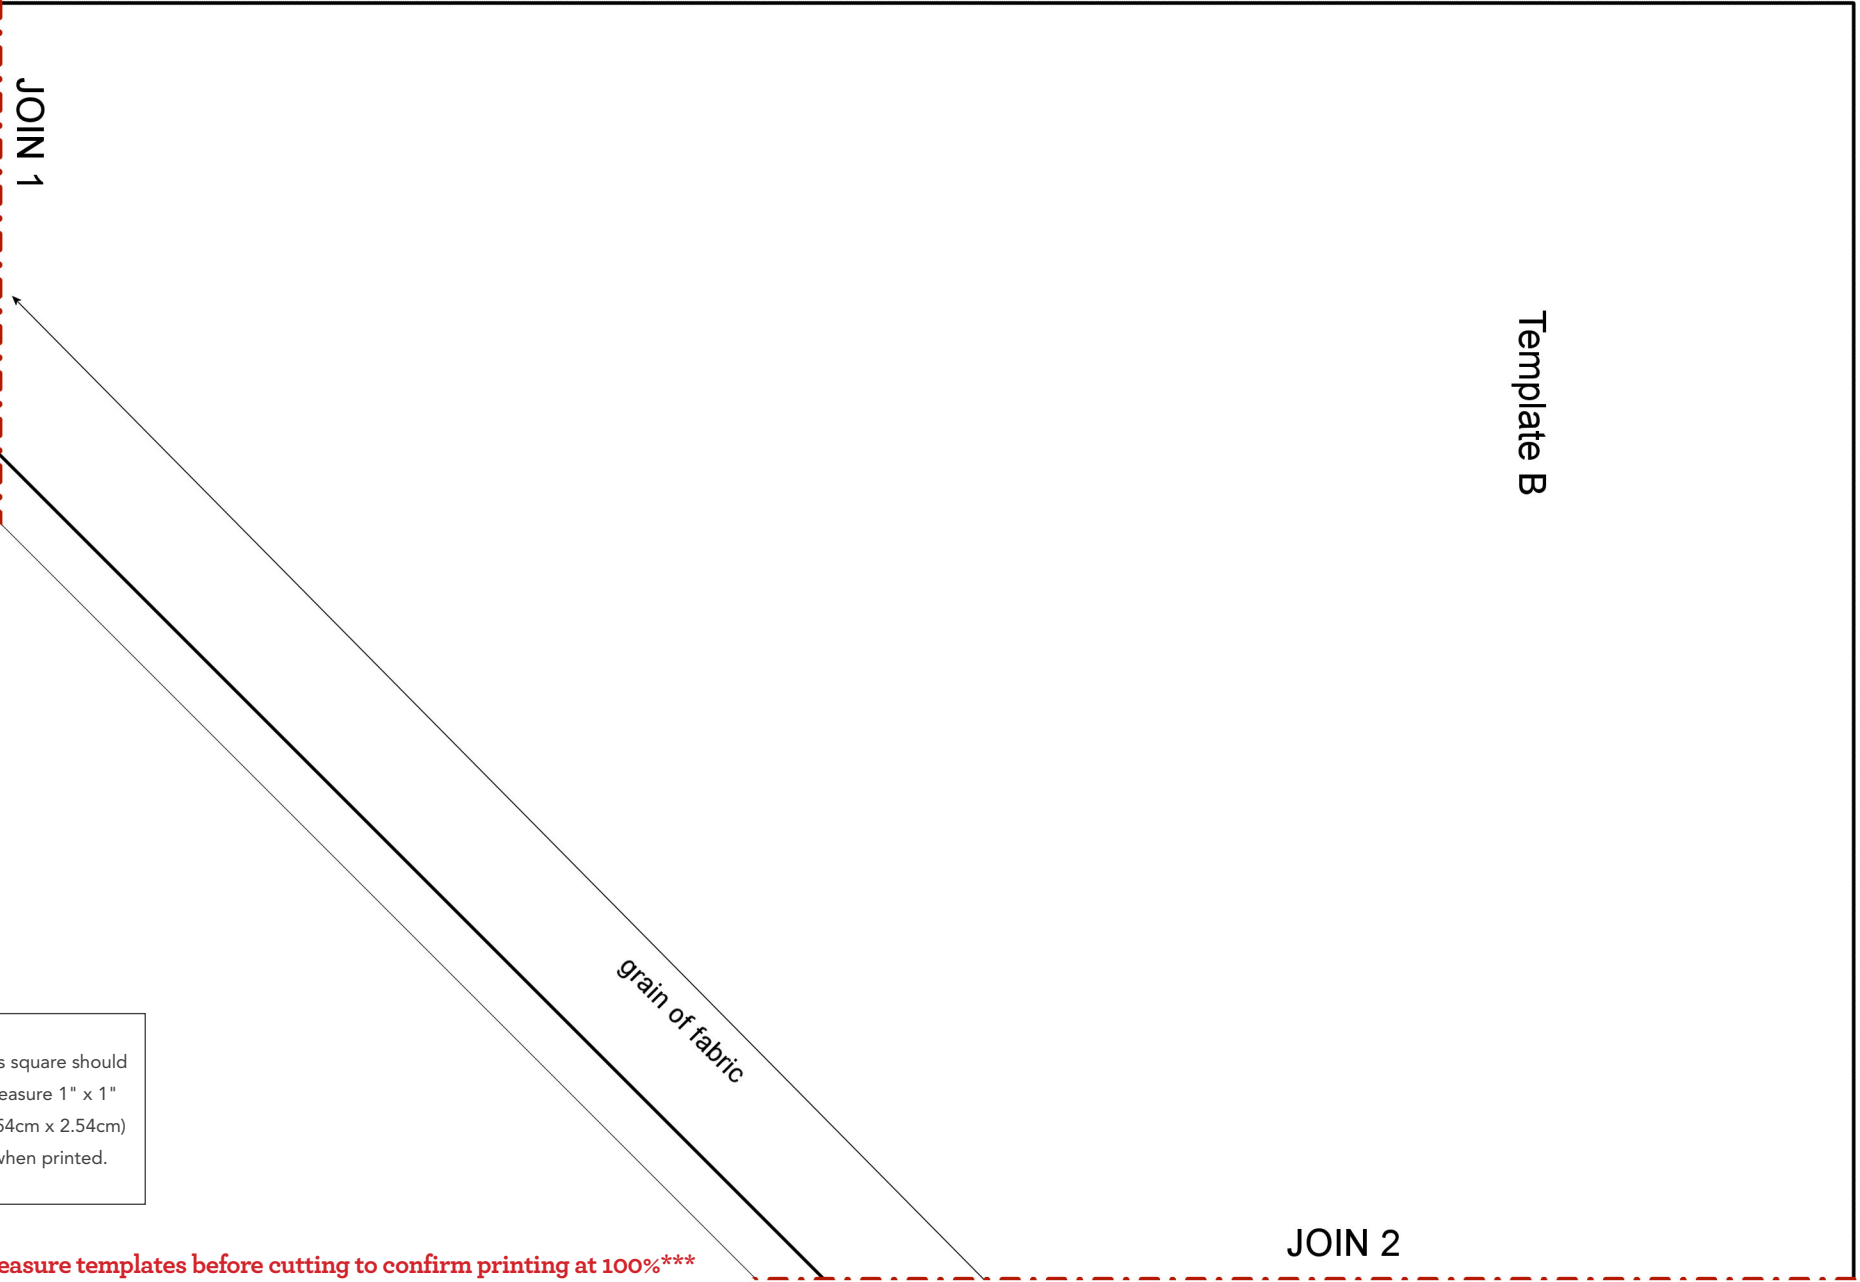 JOIN 1
Template B
grain of fabric
s square should
easure 1" x 1"
54cm x 2.54cm)
when printed.
JOIN 2
easure templates before cutting to confirm printing at 100%***